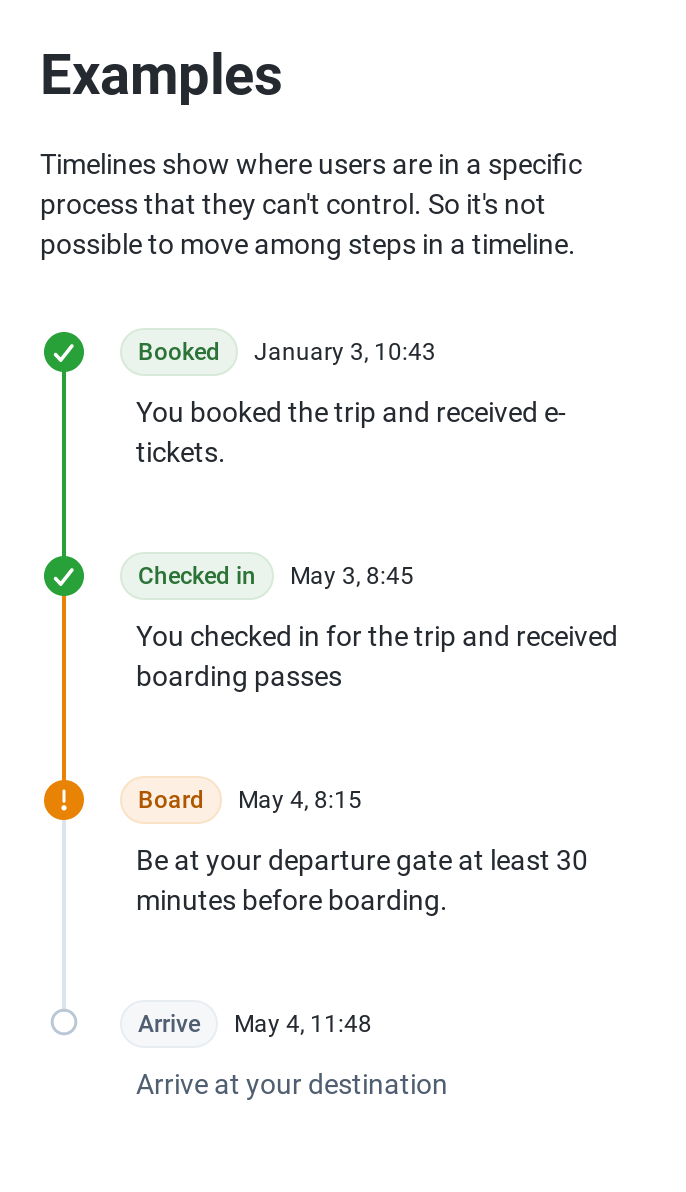 Examples
Timelines show where users are in a specific
process that they can't control. So it's not
possible to move among steps in a timeline.
Booked January 3, 10:43
You booked the trip and received e-
tickets.
Checked in May 3, 8:45
You checked in for the trip and received
boarding passes
Board May 4, 8:15
Be at your departure gate at least 30
minutes before boarding.
Arrive May 4, 11:48
Arrive at your destination